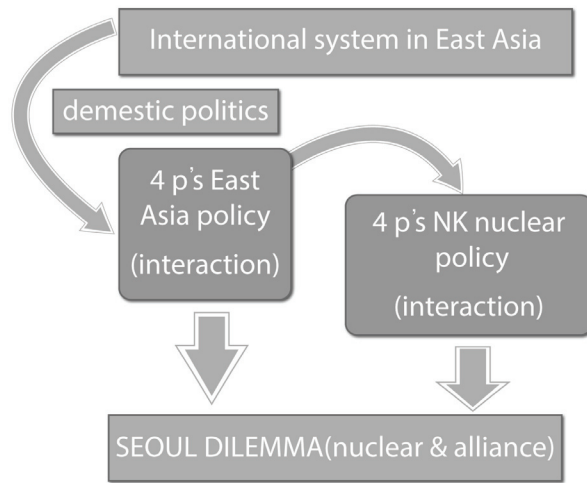 International system in East Asia
demestic politics
4 p's East
Asia policy
(interaction)
4 p's NK nuclear
policy
(interaction)
SEOUL DILEMMA(nuclear & alliance)